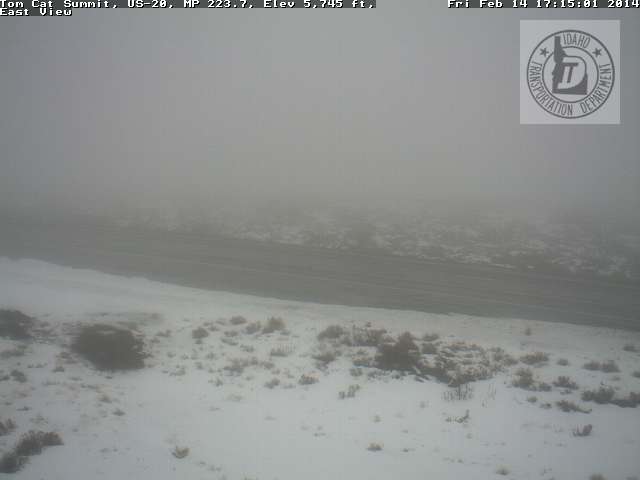 Tom Cat Summit, US-20, MP 223.7, Elev 5,745 ft, Fri Feb 14 17:15:01 2014
East View
IDAHO
TRANSPORTATION DEPARTMENT